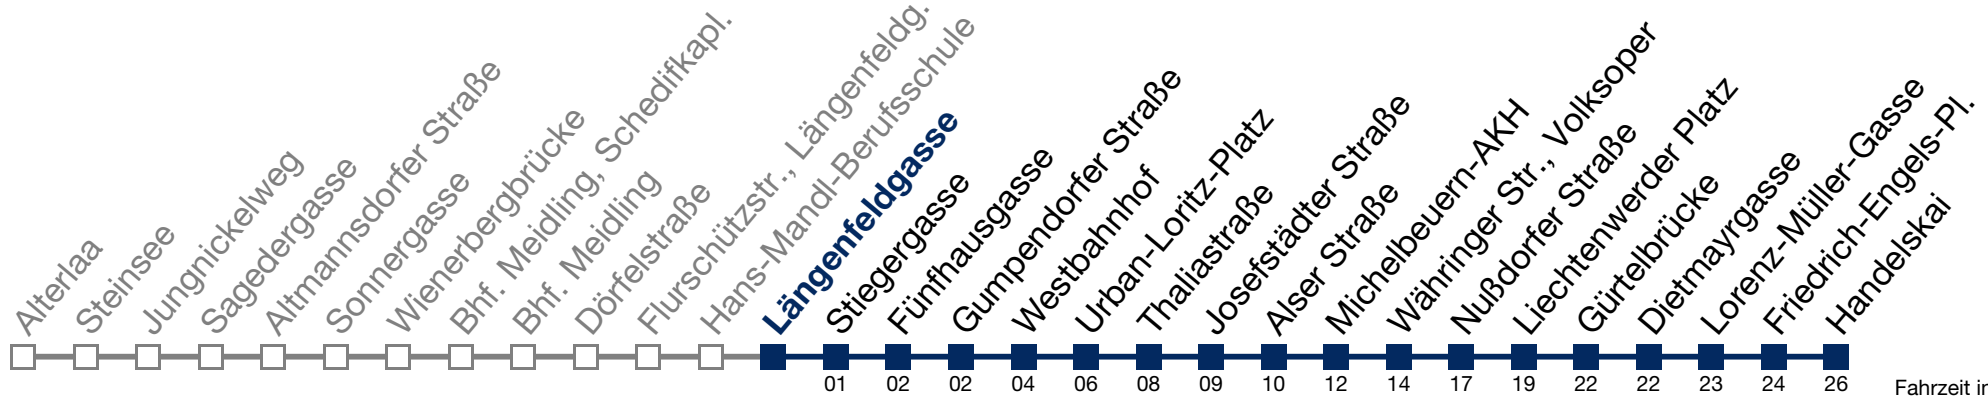 Alterlaa
Steinsee
Jungnickelweg
Sagedergasse
Altmannsdorfer Straße
Sonnergasse
Wienerbergbrücke
Bhf. Meidling, Schedifkapl.
Bhf. Meidling
Dörfelstraße
Flurschützstr., Längenfeldg.
Hans-Mandl-Berufsschule
Längenfeldgasse
Stiegergasse
Fünfhausgasse
Gumpendorfer Straße
Westbahnhof
Urban-Loritz-Platz
Thaliastraße
Josefstädter Straße
Alser Straße
Michelbeuern-AKH
Währinger Str., Volksoper
Nußdorfer Straße
Liechtenwerder Platz
Gürtelbrücke
Dietmayrgasse
Lorenz-Müller-Gasse
Friedrich-Engels-Pl.
Handelskai
01 02 02 04 06 08 09 10 12 14 17 19 22 22 23 24 26
Fahrzeit in